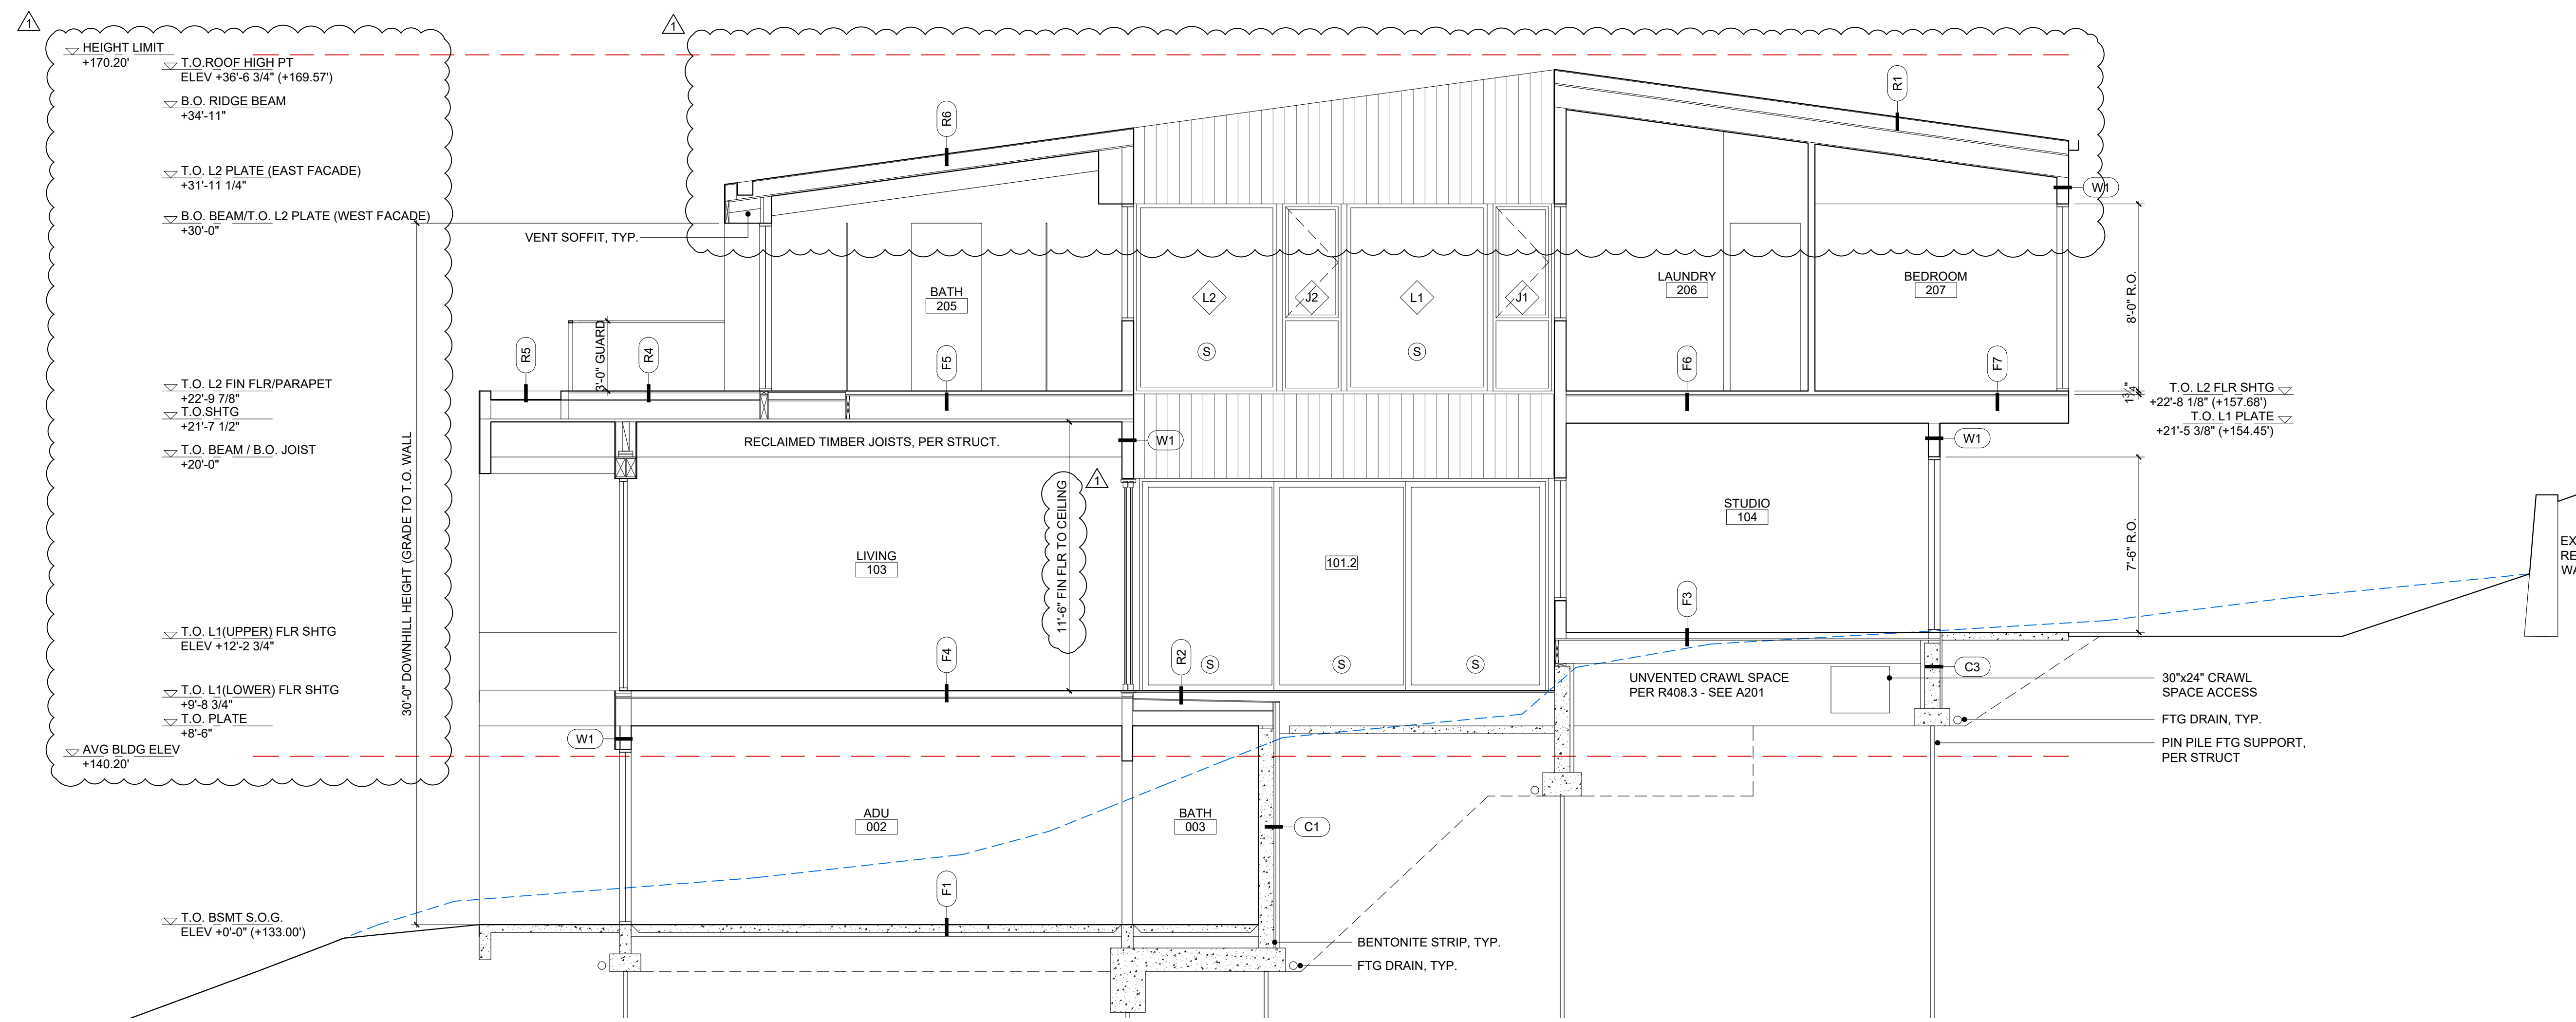 1
1
HEIGHT LIMIT
+170.20'
T.O.ROOF HIGH PT
ELEV +36'-6 3/4" (+169.57')
B.O. RIDGE BEAM
+34'-11"
T.O. L2 PLATE (EAST FACADE)
+31'-11 1/4"
B.O. BEAM/T.O. L2 PLATE (WEST FACADE)
+30'-0"
T.O. L2 FIN FLR/PARAPET
+22'-9 7/8"
T.O.SHTG
+21'-7 1/2"
T.O. BEAM / B.O. JOIST
+20'-0"
T.O. L1(UPPER) FLR SHTG
ELEV +12'-2 3/4"
T.O. L1(LOWER) FLR SHTG
+9'-8 3/4"
T.O. PLATE
+8'-6"
AVG BLDG ELEV
+140.20'
T.O. BSMT S.O.G.
ELEV +0'-0" (+133.00')
30'-0" DOWNHILL HEIGHT (GRADE TO T.O. WALL
R6
R1
W1
VENT SOFFIT, TYP.
BATH
205
L2
J2
L1
J1
S
S
LAUNDRY
206
BEDROOM
207
8'-0" R.O.
R5
R4
3'-0" GUARD
F5
F6
F7
1 3/4"
T.O. L2 FLR SHTG
+22'-8 1/8" (+157.68')
T.O. L1 PLATE
+21'-5 3/8" (+154.45')
RECLAIMED TIMBER JOISTS, PER STRUCT.
W1
W1
1
11'-6" FIN FLR TO CEILING
LIVING
103
101.2
STUDIO
104
7'-6" R.O.
EX
RE
WA
F4
R2
S
S
S
F3
UNVENTED CRAWL SPACE
PER R408.3 - SEE A201
C3
30"x24" CRAWL
SPACE ACCESS
FTG DRAIN, TYP.
PIN PILE FTG SUPPORT,
PER STRUCT
W1
ADU
002
BATH
003
C1
F1
BENTONITE STRIP, TYP.
FTG DRAIN, TYP.